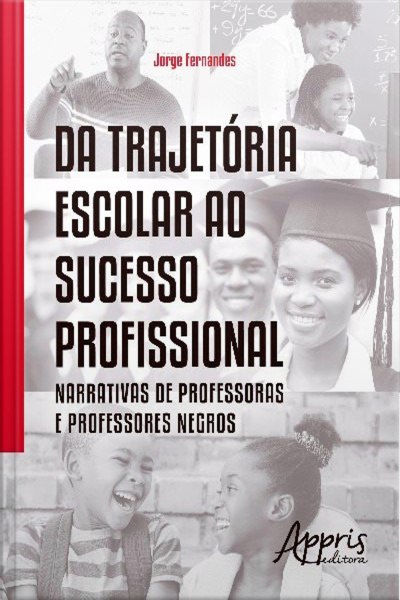 Jorge Fernandes
DA TRAJETÓRIA
ESCOLAR AO
SUCESSO
PROFISSIONAL
NARRATIVAS DE PROFESSORAS
E PROFESSORES NEGROS
Appris
editora